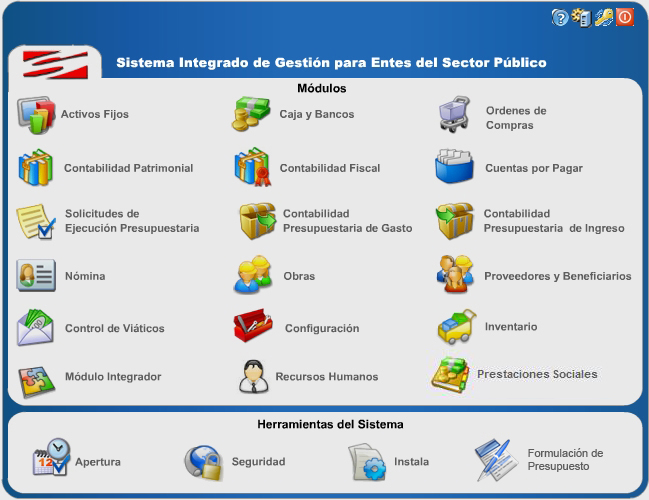 Sistema Integrado de Gestión para Entes del Sector Público
Módulos
Activos Fijos
Caja y Bancos
Ordenes de
Compras
Contabilidad Patrimonial
Contabilidad Fiscal
Cuentas por Pagar
Solicitudes de
Ejecución Presupuestaria
Contabilidad
Presupuestaria de Gasto
Contabilidad
Presupuestaria de Ingreso
Nómina
Obras
Proveedores y Beneficiarios
Control de Viáticos
Configuración
Inventario
Módulo Integrador
Recursos Humanos
Prestaciones Sociales
Herramientas del Sistema
12
Apertura
Seguridad
Instala
Formulación de
Presupuesto